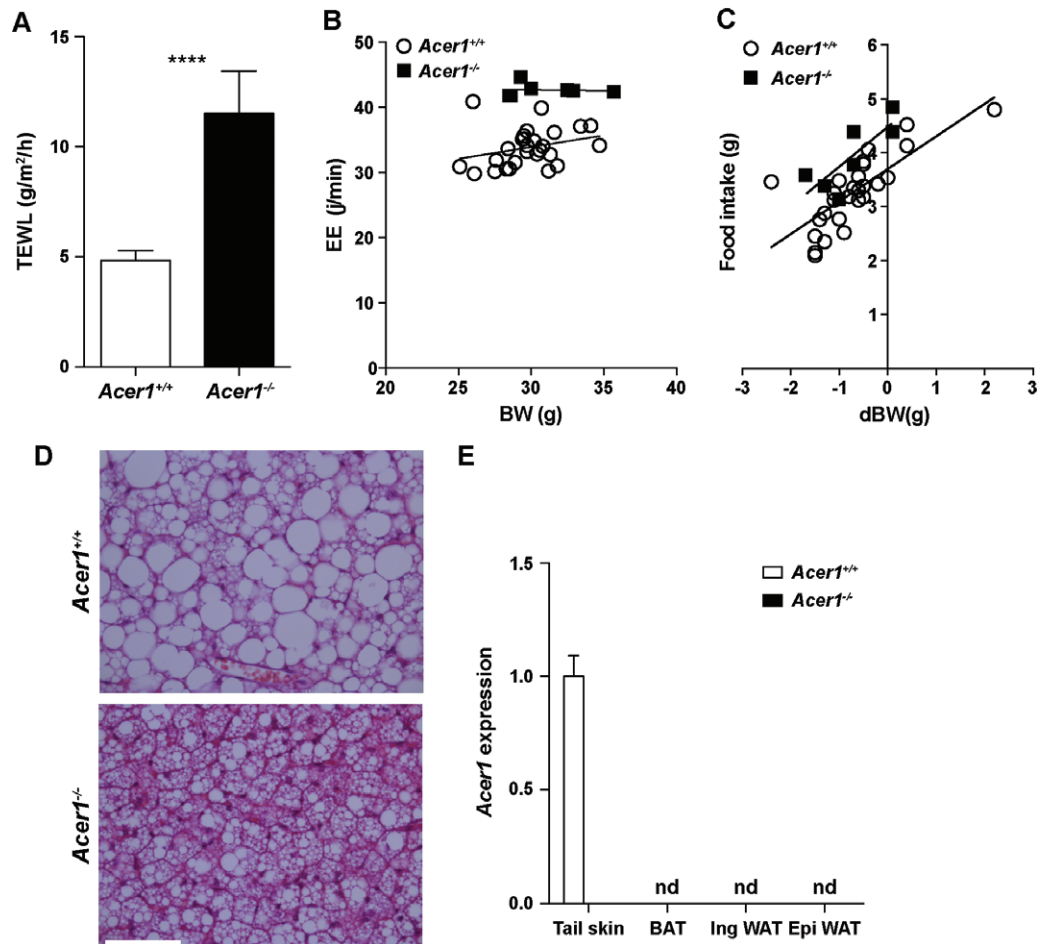 A
TEWL (g/m²/h)
15
10
5
0
****
Acer1+/+
Acer1-/-
B
Acer1+/+
Acer1-/-
EE (j/min)
50
40
30
20
10
0
20
25
30
35
40
BW (g)
C
Acer1+/+
Acer1-/-
Food intake (g)
6
5
4
3
2
1
-3
-2
-1
0
1
2
3
dBW(g)
D
Acer1+/+
Acer1-/-
E
Acer1 expression
1.5
1.0
0.5
0.0
Acer1+/+
Acer1-/-
nd nd nd
Tail skin BAT Ing WAT Epi WAT